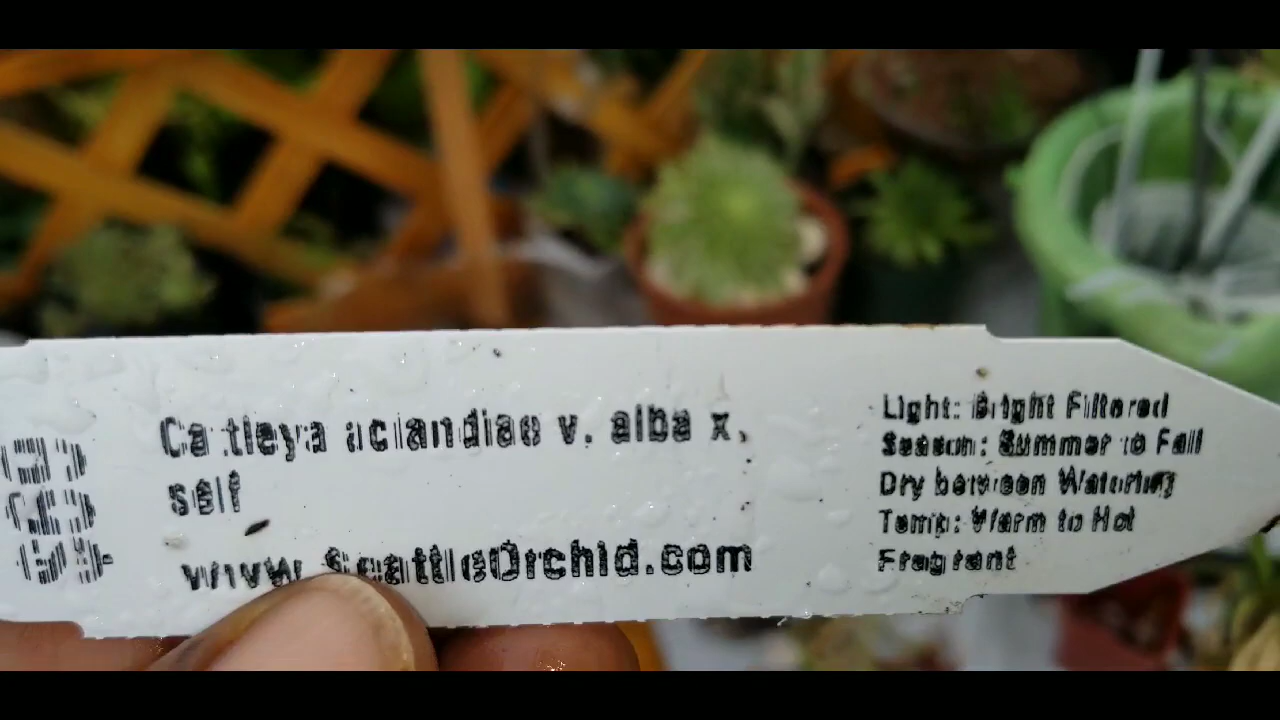 Cattleya aclandiae v. alba x,
self
www.SeattleOrchid.com
Light: Bright Filtered
Season: Summer to Fall
Dry between Watering
Temp: Warm to Hot
Fragrant